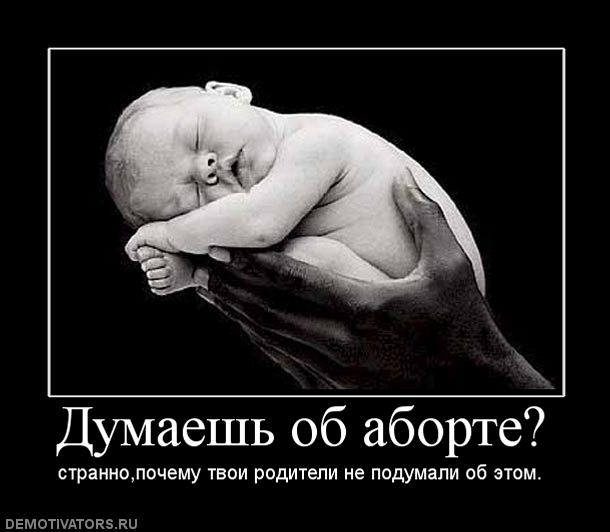 Думаешь об аборте?
странно,почему твои родители не подумали об этом.
DEMOTIVATORS.RU